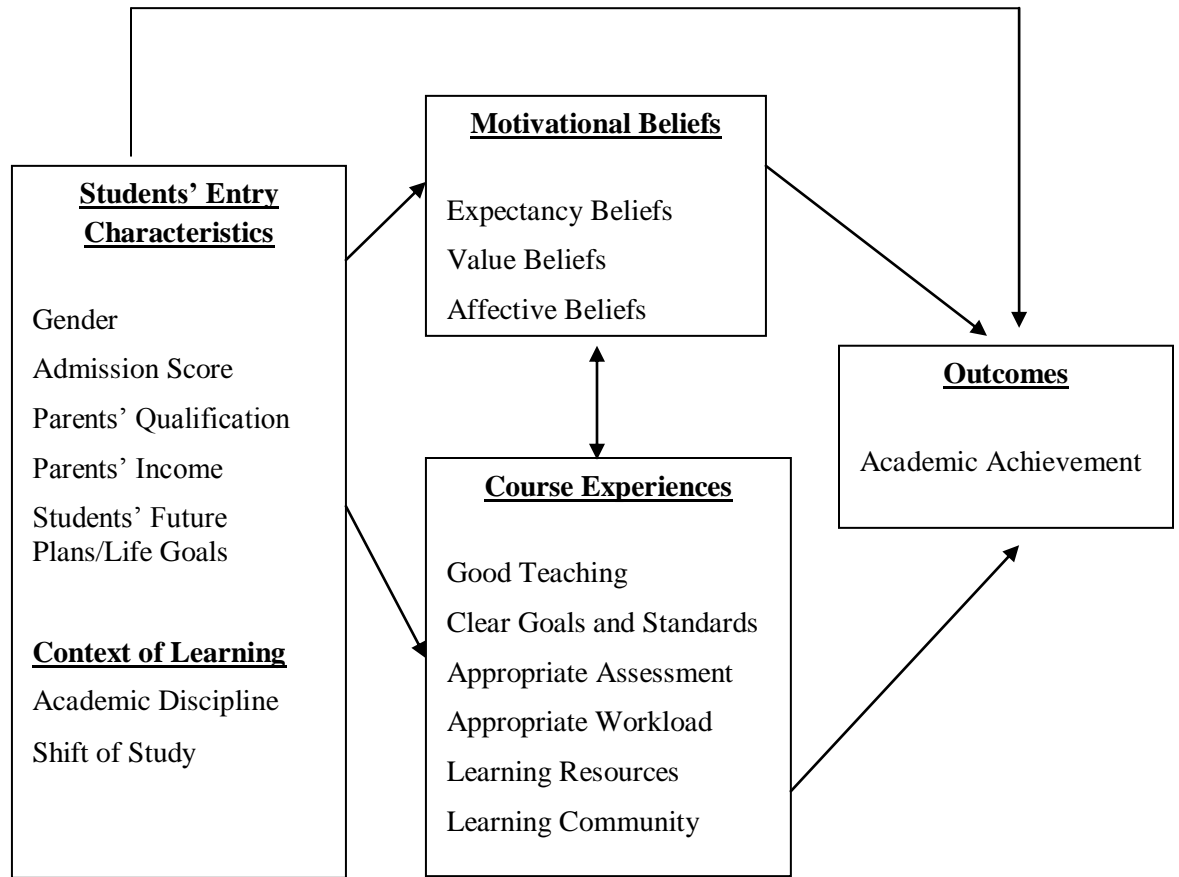 Students’ Entry
Characteristics
Gender
Admission Score
Parents’ Qualification
Parents’ Income
Students’ Future
Plans/Life Goals
Context of Learning
Academic Discipline
Shift of Study
Motivational Beliefs
Expectancy Beliefs
Value Beliefs
Affective Beliefs
Course Experiences
Good Teaching
Clear Goals and Standards
Appropriate Assessment
Appropriate Workload
Learning Resources
Learning Community
Outcomes
Academic Achievement